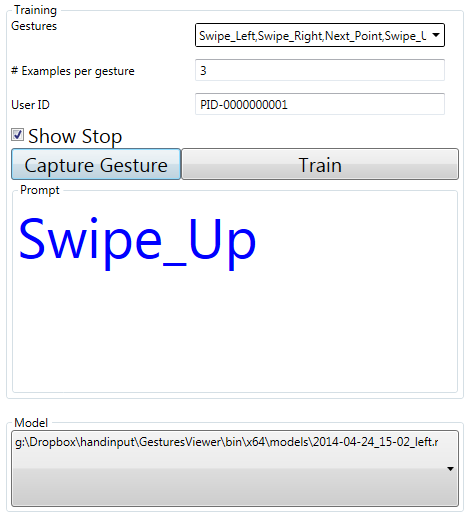 Training
Gestures
Swipe_Left,Swipe_Right,Next_Point,Swipe_U
# Examples per gesture
3
User ID
PID-0000000001
Show Stop
Capture Gesture
Train
Prompt
Swipe_Up
Model
g:\Dropbox\handinput\GesturesViewer\bin\x64\models\2014-04-24_15-02_left.r